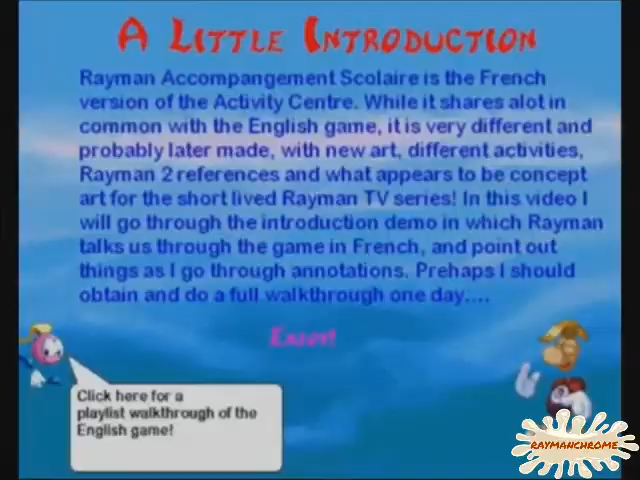 A Little Introduction
Rayman Accompangement Scolaire is the French
version of the Activity Centre. While it shares alot in
common with the English game, it is very different and
probably later made, with new art, different activities,
Rayman 2 references and what appears to be concept
art for the short lived Rayman TV series! In this video I
will go through the introduction demo in which Rayman
talks us through the game in French, and point out
things as I go through annotations. Prehaps I should
obtain and do a full walkthrough one day....
Enjoy!
Click here for a
playlist walkthrough of the
English game!
RAYMANCHROME